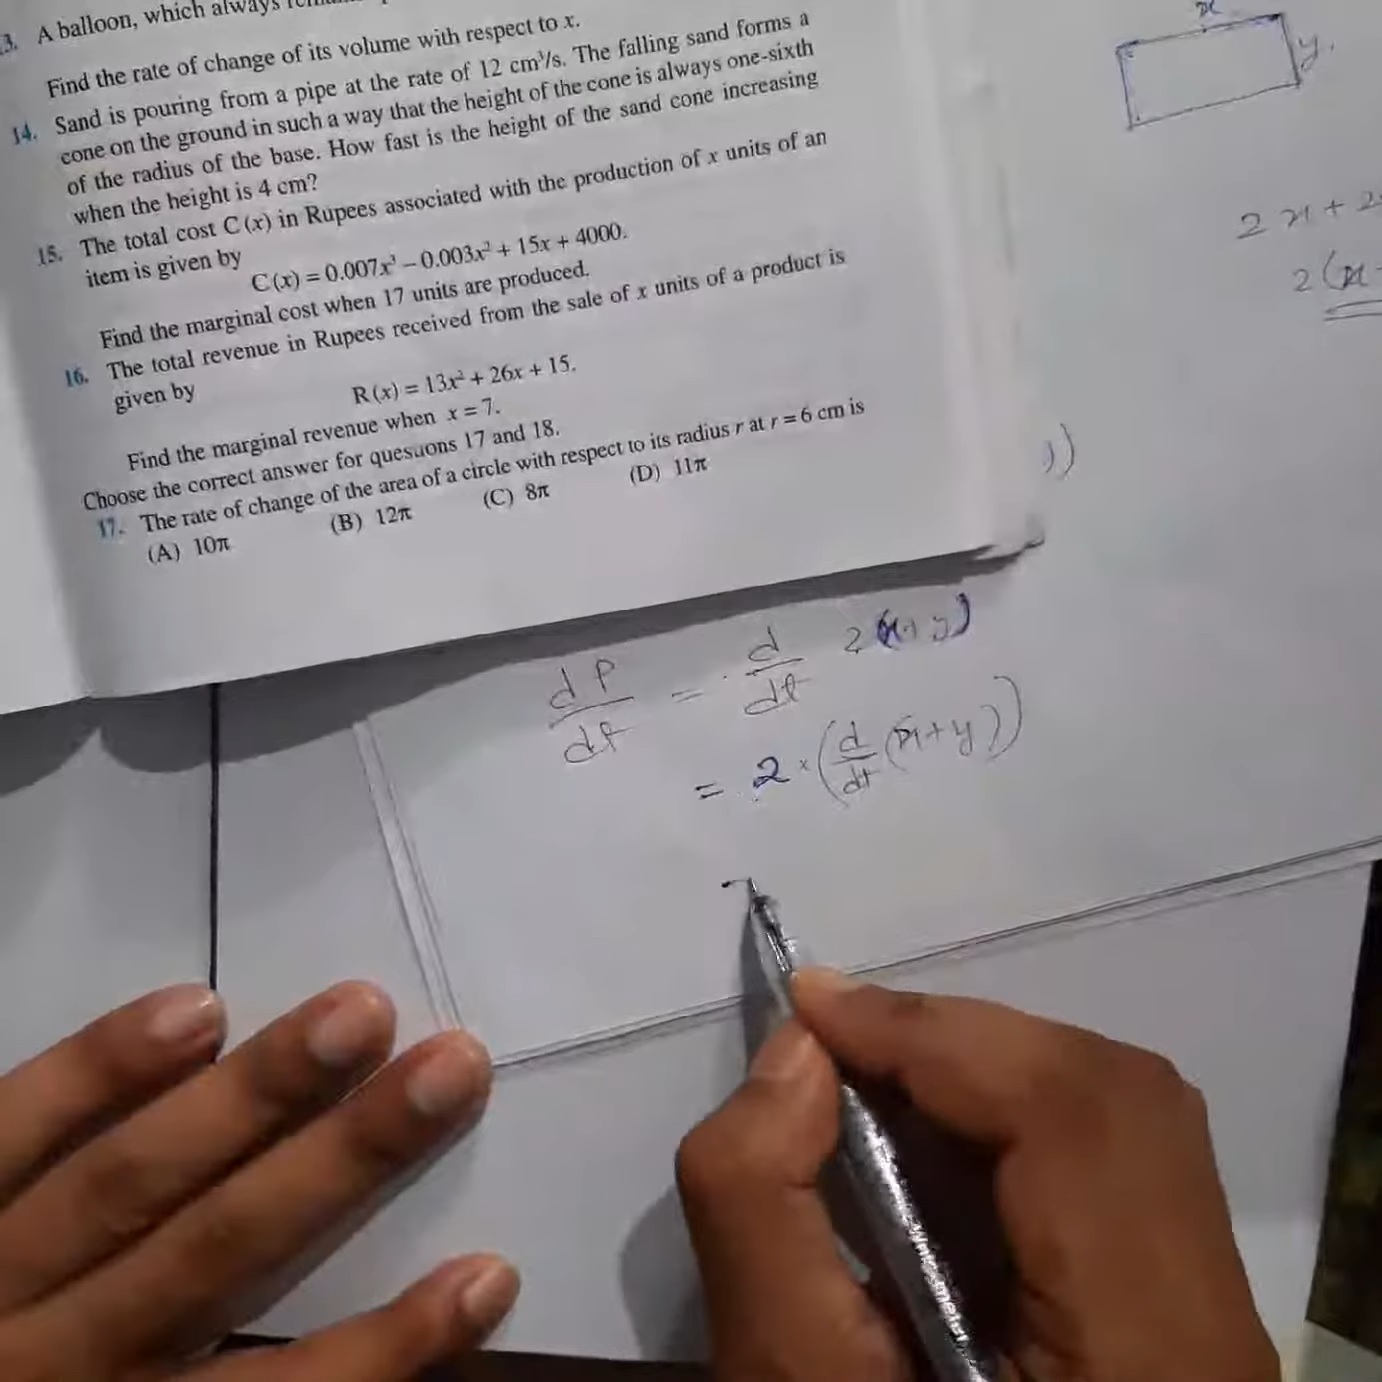 3. A balloon, which always
Find the rate of change of its volume with respect to x.
14. Sand is pouring from a pipe at the rate of 12 cm³/s. The falling sand forms a
cone on the ground in such a way that the height of the cone is always one-sixth
of the radius of the base. How fast is the height of the sand cone increasing
when the height is 4 cm?
15. The total cost C (x) in Rupees associated with the production of x units of an
item is given by
C (x) = 0.007x³ – 0.003x² + 15x + 4000.
Find the marginal cost when 17 units are produced.
16. The total revenue in Rupees received from the sale of x units of a product is
given by
R (x) = 13x² + 26x + 15.
Find the marginal revenue when x = 7.
Choose the correct answer for questions 17 and 18.
17. The rate of change of the area of a circle with respect to its radius r at r = 6 cm is
(A) 10π (B) 12π (C) 8π (D) 11π
x
y.
2x + 2
2(x
))
dP/dt = d/dt 2(x+y)
= 2 × (d/dt (x+y))